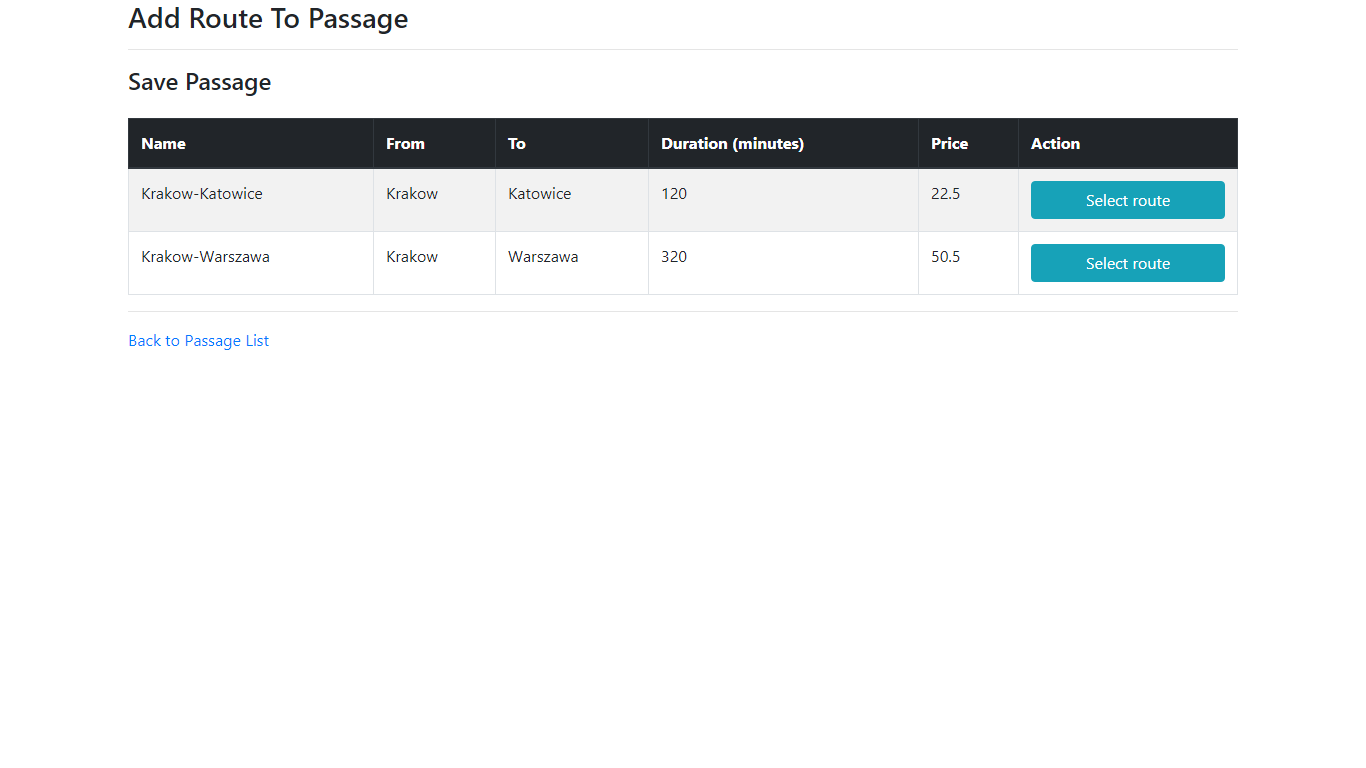 Add Route To Passage
Save Passage
Name From To Duration (minutes) Price Action
Krakow-Katowice Krakow Katowice 120 22.5 Select route
Krakow-Warszawa Krakow Warszawa 320 50.5 Select route
Back to Passage List